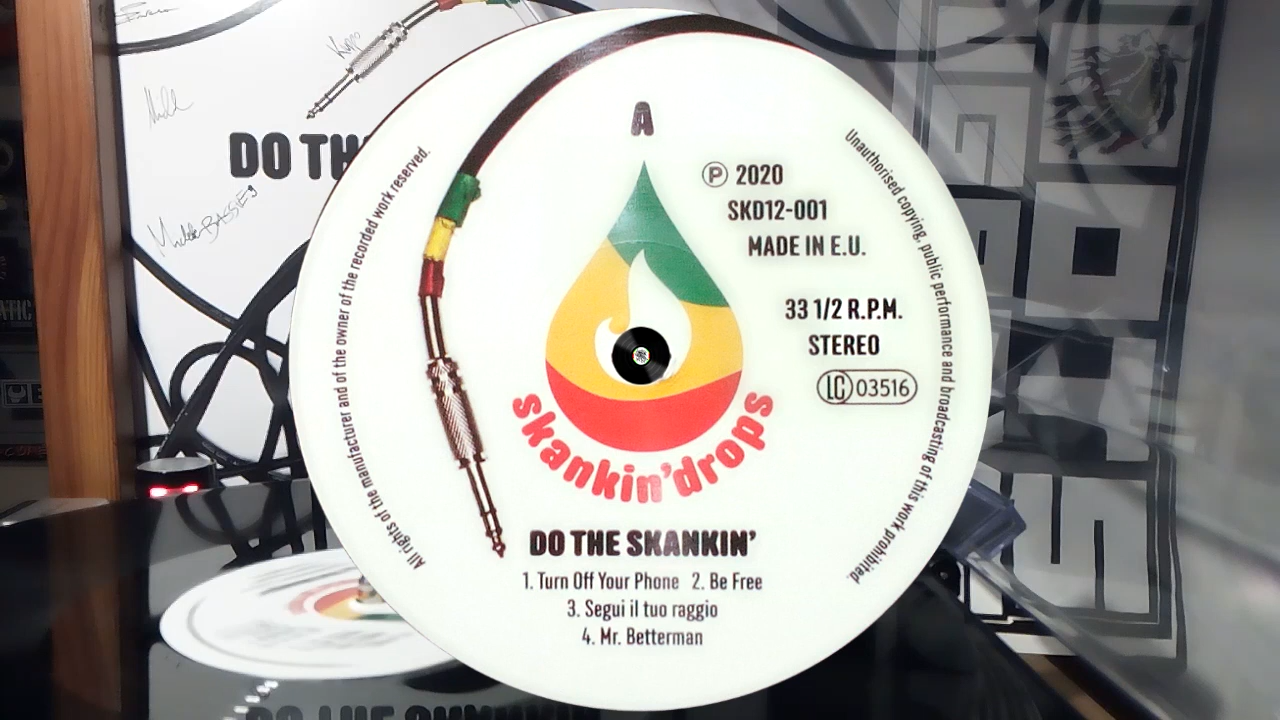 DO TH
Kipo
A
℗ 2020
SKD12-001
MADE IN E.U.
33 1/2 R.P.M.
STEREO
LC 03516
skankin'drops
DO THE SKANKIN'
1. Turn Off Your Phone 2. Be Free
3. Segui il tuo raggio
4. Mr. Betterman
All rights of the manufacturer and of the owner of the recorded work reserved.
Unauthorised copying, public performance and broadcasting of this work prohibited.